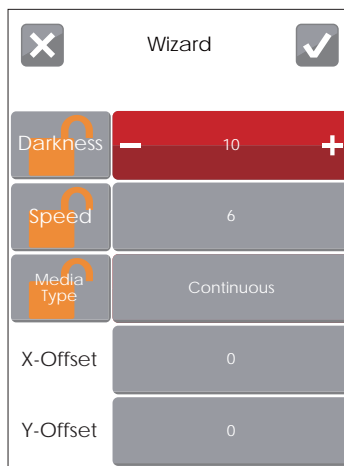 Wizard
Darkness
− 10 +
Speed
6
Media
Type
Continuous
X-Offset
0
Y-Offset
0